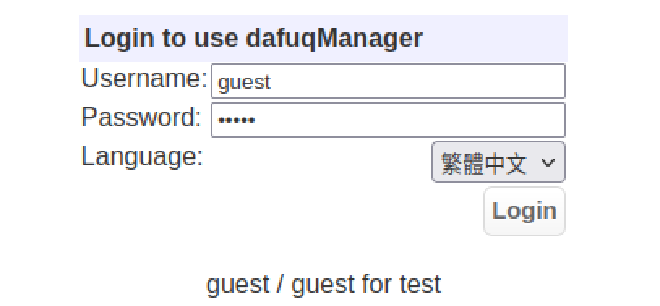 Login to use dafuqManager
Username: guest
Password: •••••
Language: 繁體中文
Login
guest / guest for test